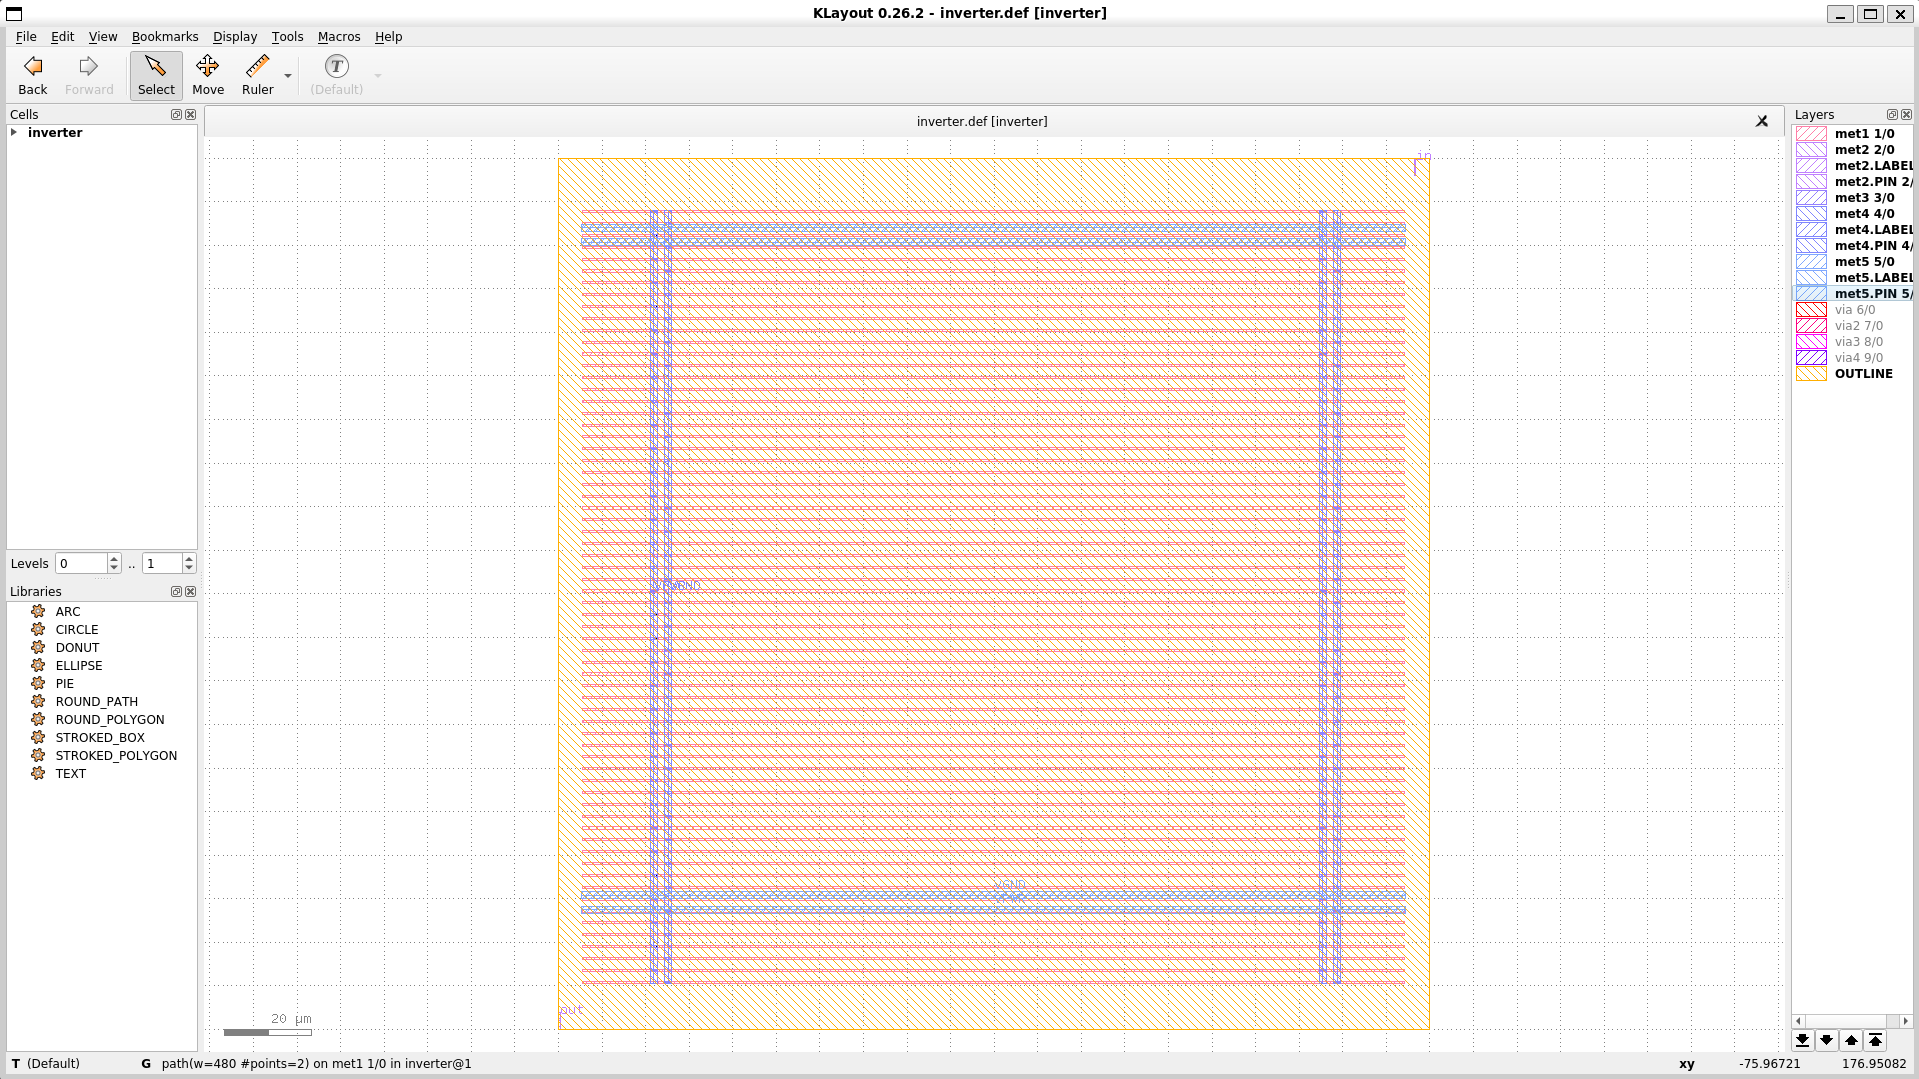 KLayout 0.26.2 - inverter.def [inverter]
File Edit View Bookmarks Display Tools Macros Help
Back Forward Select Move Ruler (Default)
Cells
inverter
Levels 0 .. 1
Libraries
ARC
CIRCLE
DONUT
ELLIPSE
PIE
ROUND_PATH
ROUND_POLYGON
STROKED_BOX
STROKED_POLYGON
TEXT
inverter.def [inverter]
in
VGND
out
20 µm
Layers
met1 1/0
met2 2/0
met2.LABEL
met2.PIN 2/
met3 3/0
met4 4/0
met4.LABEL
met4.PIN 4/
met5 5/0
met5.LABEL
met5.PIN 5/
via 6/0
via2 7/0
via3 8/0
via4 9/0
OUTLINE
T (Default) G path(w=480 #points=2) on met1 1/0 in inverter@1 xy -75.96721 176.95082